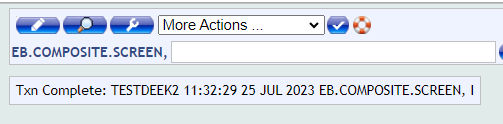 More Actions ...
EB.COMPOSITE.SCREEN,
Txn Complete: TESTDEEK2 11:32:29 25 JUL 2023 EB.COMPOSITE.SCREEN, I